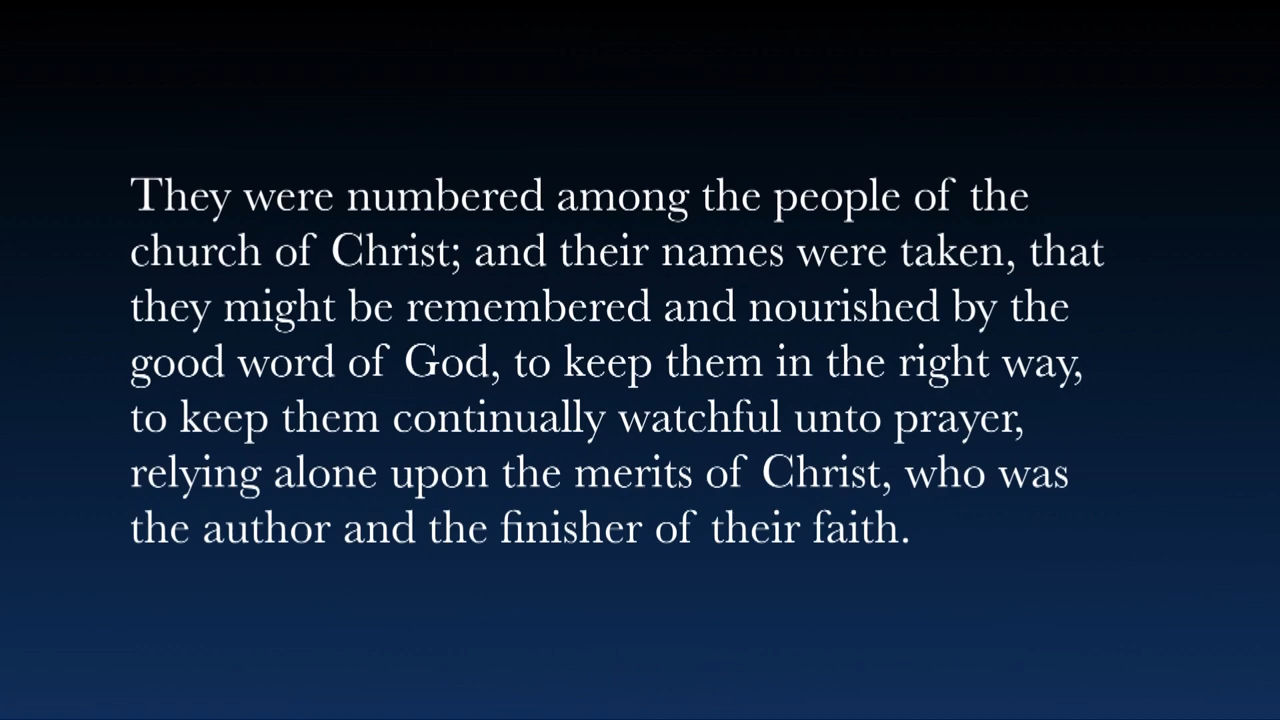 They were numbered among the people of the
church of Christ; and their names were taken, that
they might be remembered and nourished by the
good word of God, to keep them in the right way,
to keep them continually watchful unto prayer,
relying alone upon the merits of Christ, who was
the author and the finisher of their faith.